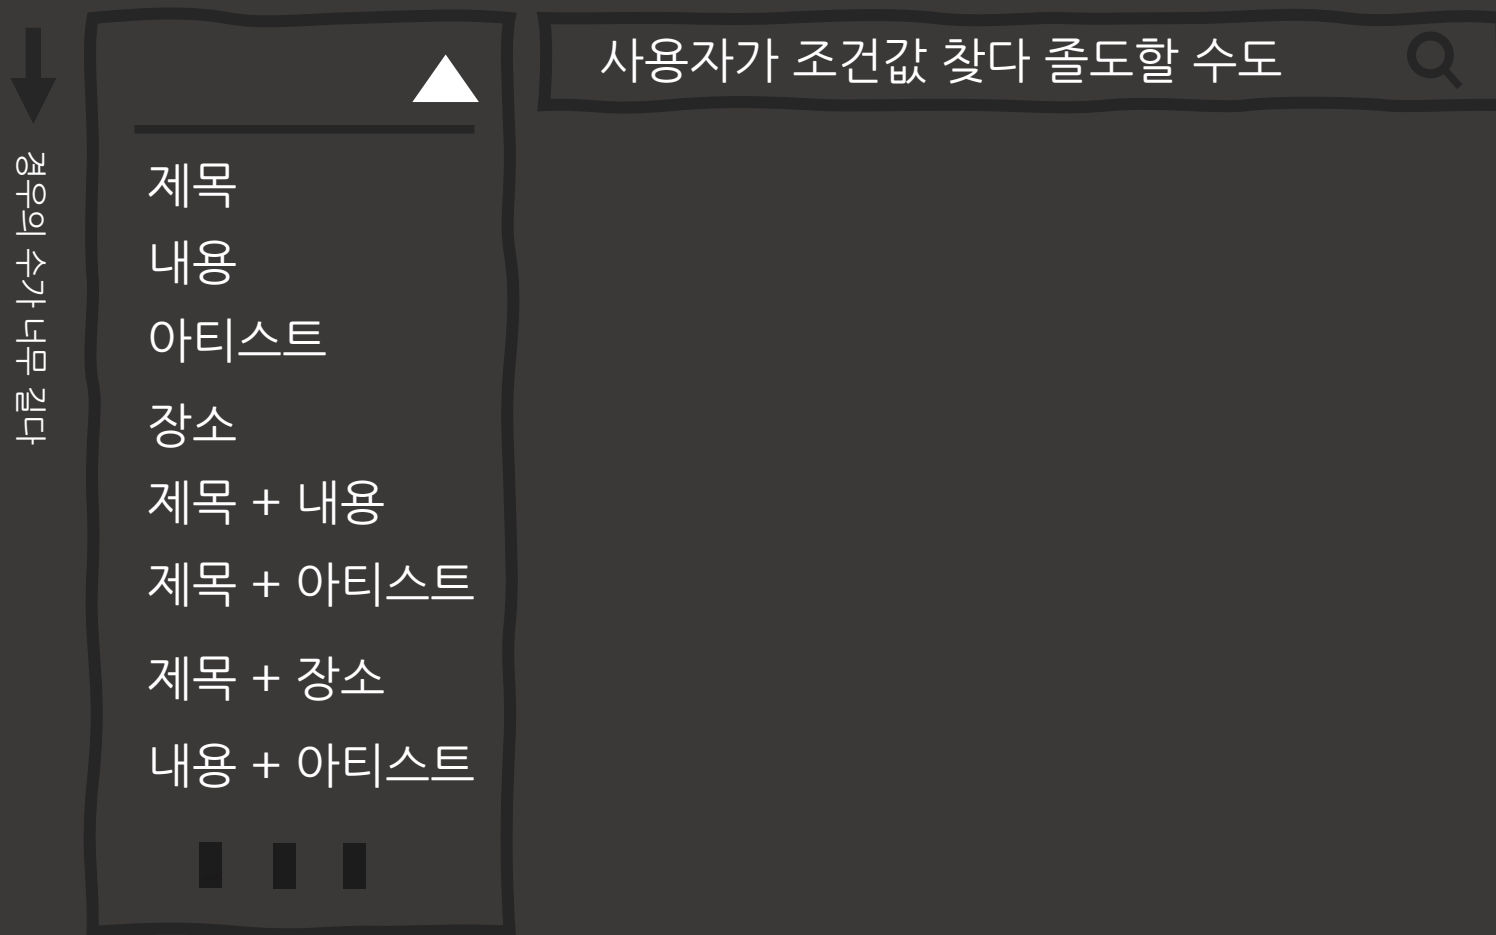 사용자가 조건값 찾다 졸도할 수도
경우의 수가 너무 길다
제목
내용
아티스트
장소
제목 + 내용
제목 + 아티스트
제목 + 장소
내용 + 아티스트